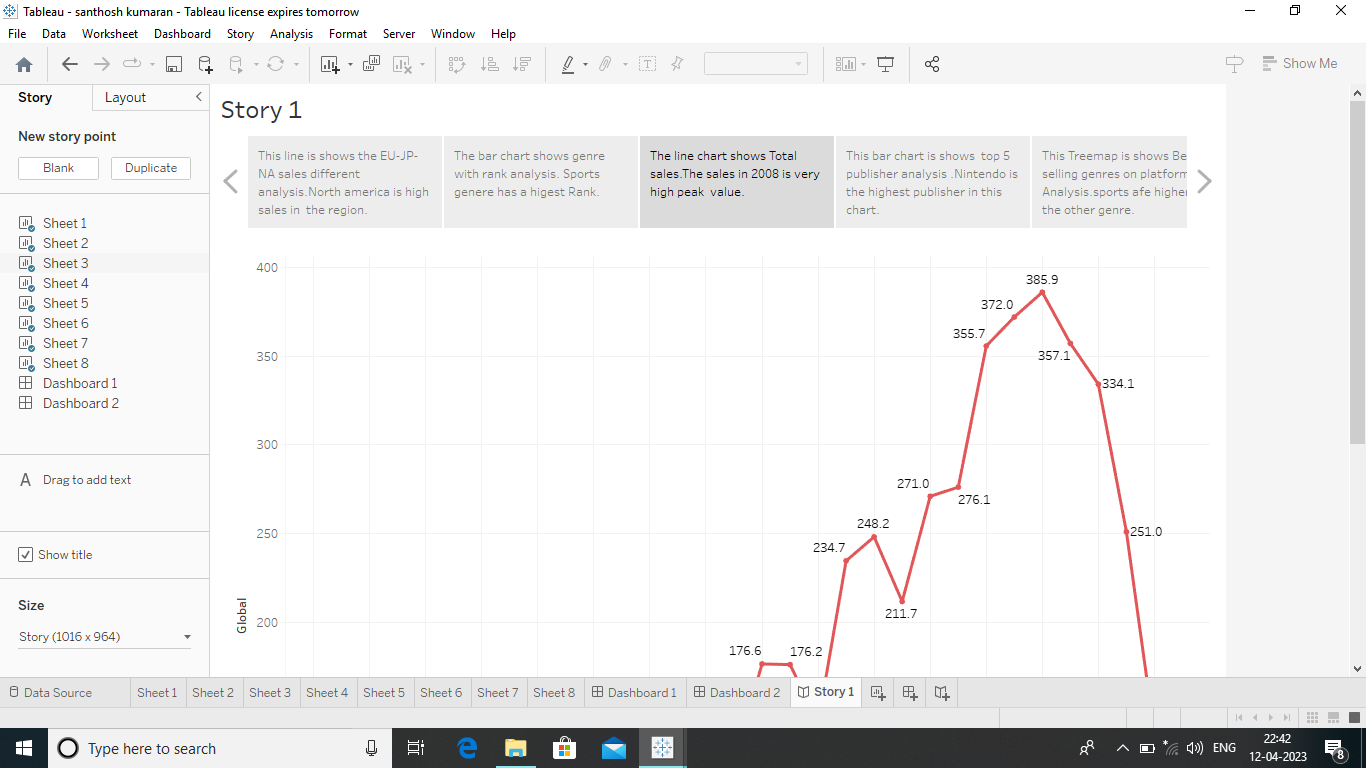 Tableau - santhosh kumaran - Tableau license expires tomorrow
File Data Worksheet Dashboard Story Analysis Format Server Window Help
Show Me
Story Layout
New story point
Blank Duplicate
Sheet 1
Sheet 2
Sheet 3
Sheet 4
Sheet 5
Sheet 6
Sheet 7
Sheet 8
Dashboard 1
Dashboard 2
A Drag to add text
Show title
Size
Story (1016 x 964)
Story 1
This line is shows the EU-JP-
NA sales different
analysis.North america is high
sales in the region.
The bar chart shows genre
with rank analysis. Sports
genere has a higest Rank.
The line chart shows Total
sales.The sales in 2008 is very
high peak value.
This bar chart is shows top 5
publisher analysis .Nintendo is
the highest publisher in this
chart.
This Treemap is shows Be
selling genres on platform
Analysis.sports afe higher
the other genre.
400
350
300
250
200
Global
176.6
176.2
234.7
248.2
211.7
271.0
276.1
355.7
372.0
385.9
357.1
334.1
251.0
Data Source Sheet 1 Sheet 2 Sheet 3 Sheet 4 Sheet 5 Sheet 6 Sheet 7 Sheet 8 Dashboard 1 Dashboard 2 Story 1
Type here to search
ENG
22:42
12-04-2023
8